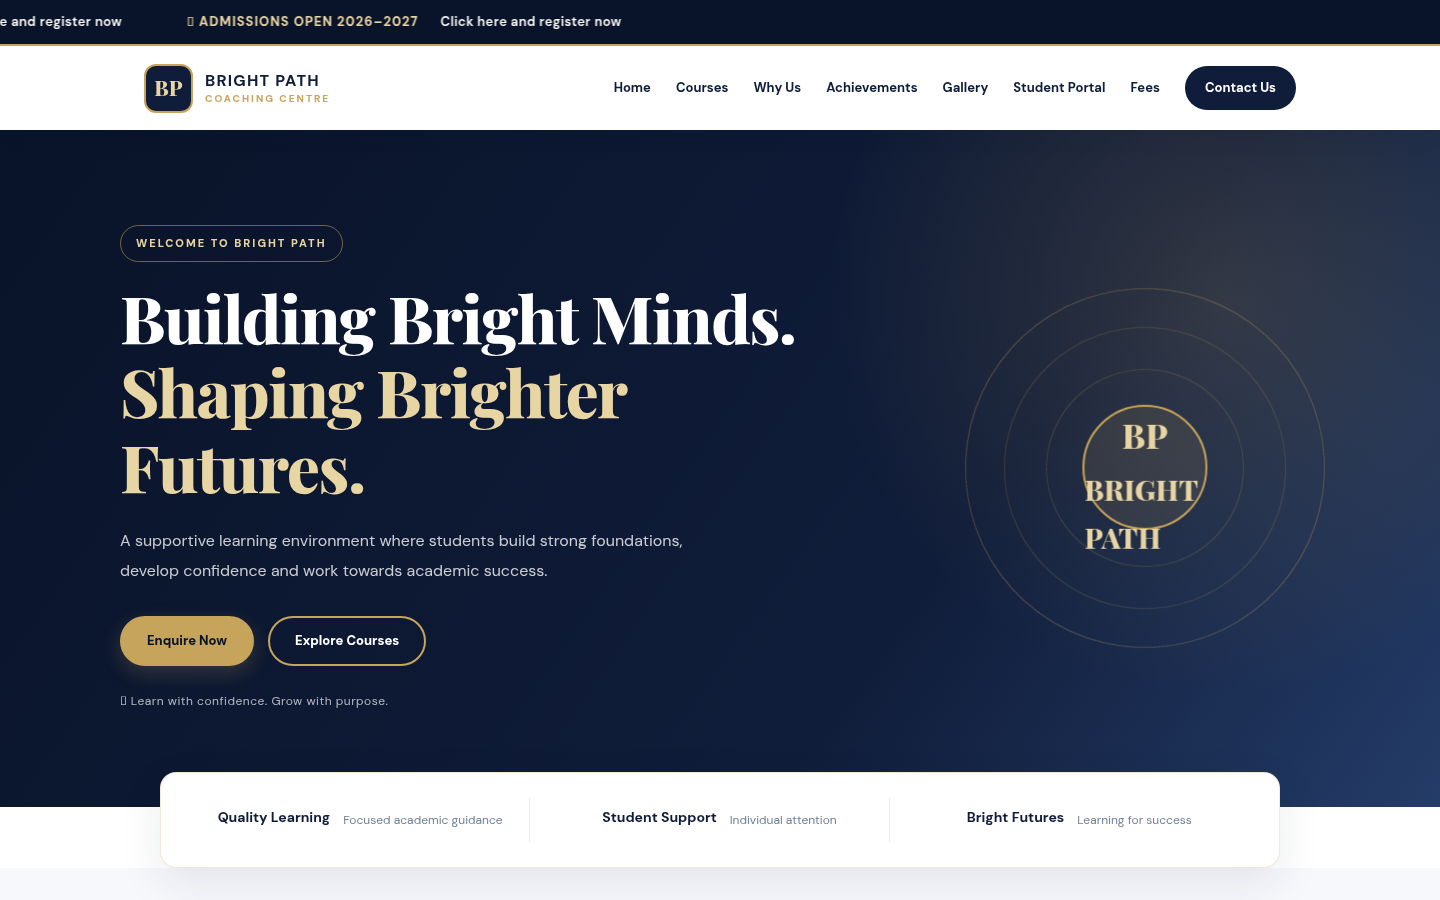 e and register now ADMISSIONS OPEN 2026–2027 Click here and register now
BP BRIGHT PATH
COACHING CENTRE
Home Courses Why Us Achievements Gallery Student Portal Fees Contact Us
WELCOME TO BRIGHT PATH
Building Bright Minds.
Shaping Brighter
Futures.
A supportive learning environment where students build strong foundations,
develop confidence and work towards academic success.
Enquire Now Explore Courses
Learn with confidence. Grow with purpose.
BP
BRIGHT
PATH
Quality Learning Focused academic guidance
Student Support Individual attention
Bright Futures Learning for success